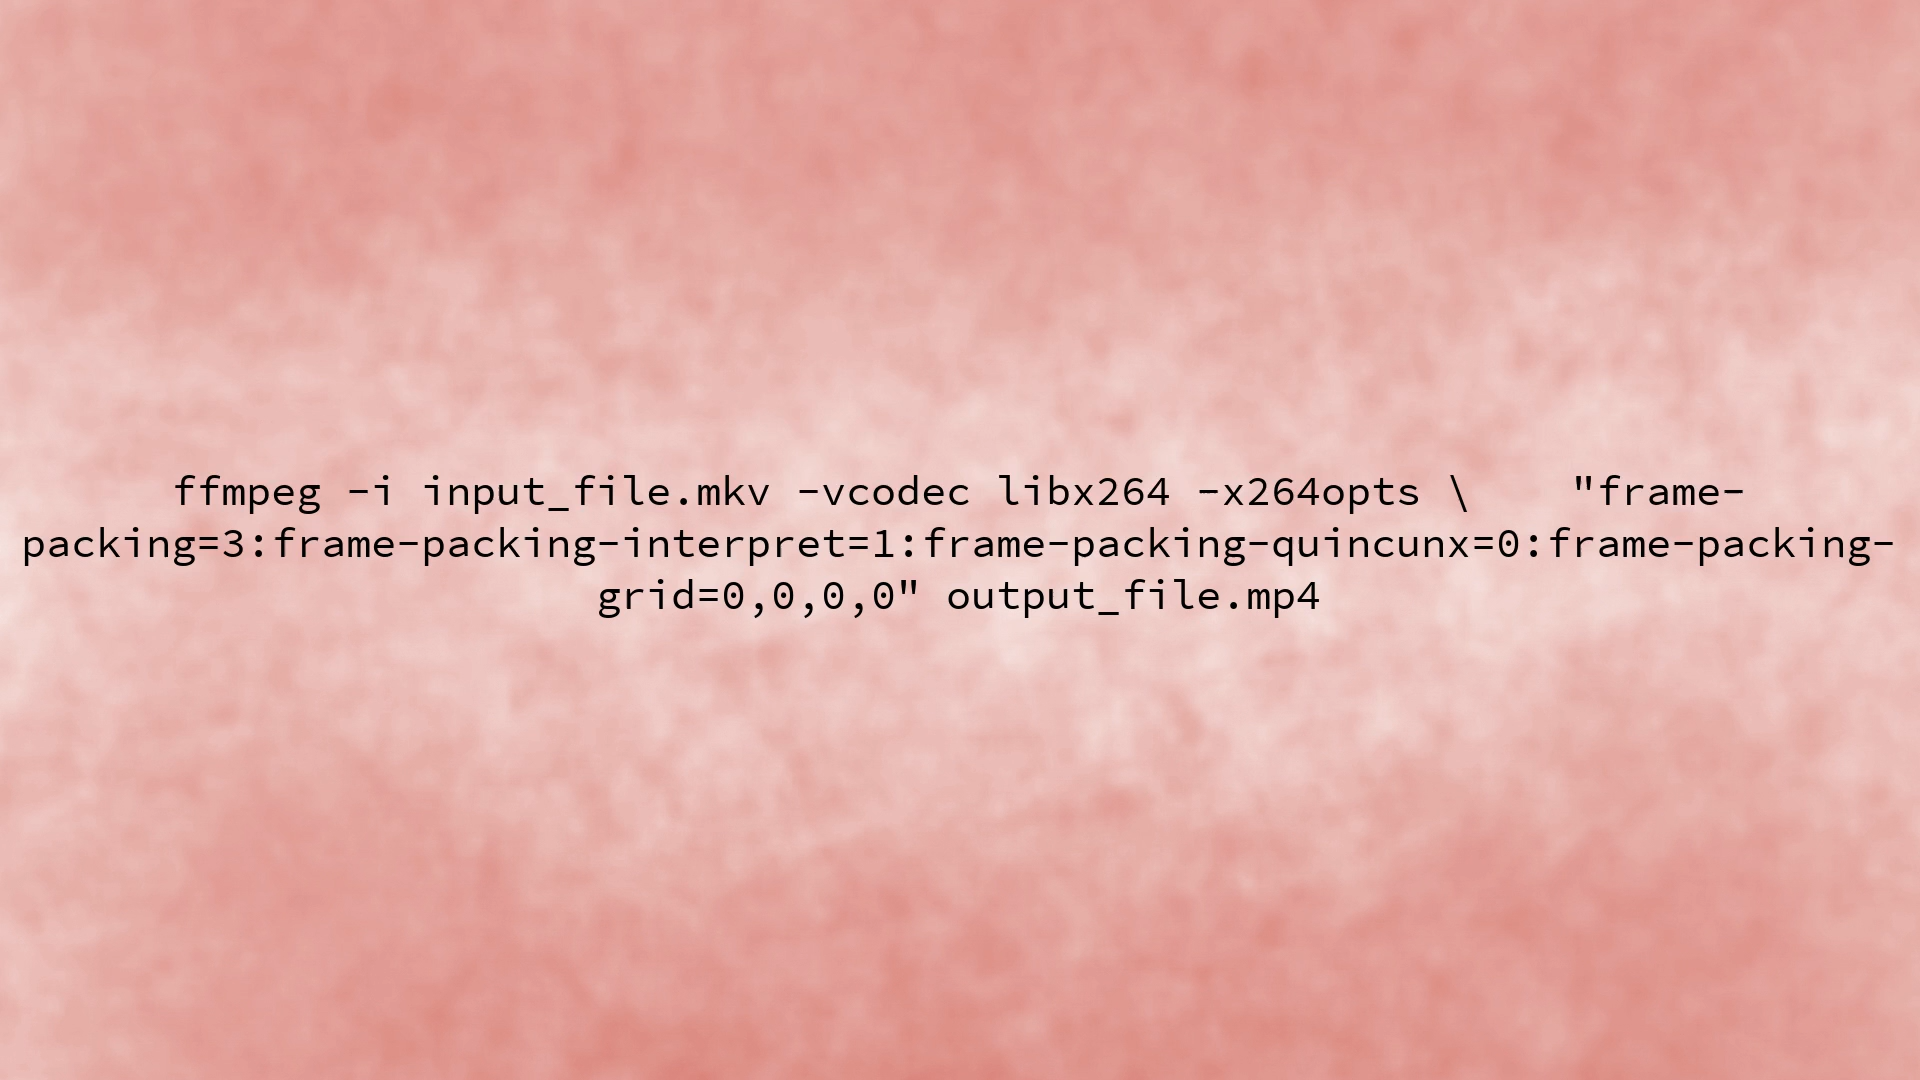 ffmpeg -i input_file.mkv -vcodec libx264 -x264opts \    "frame-
packing=3:frame-packing-interpret=1:frame-packing-quincunx=0:frame-packing-
grid=0,0,0,0" output_file.mp4